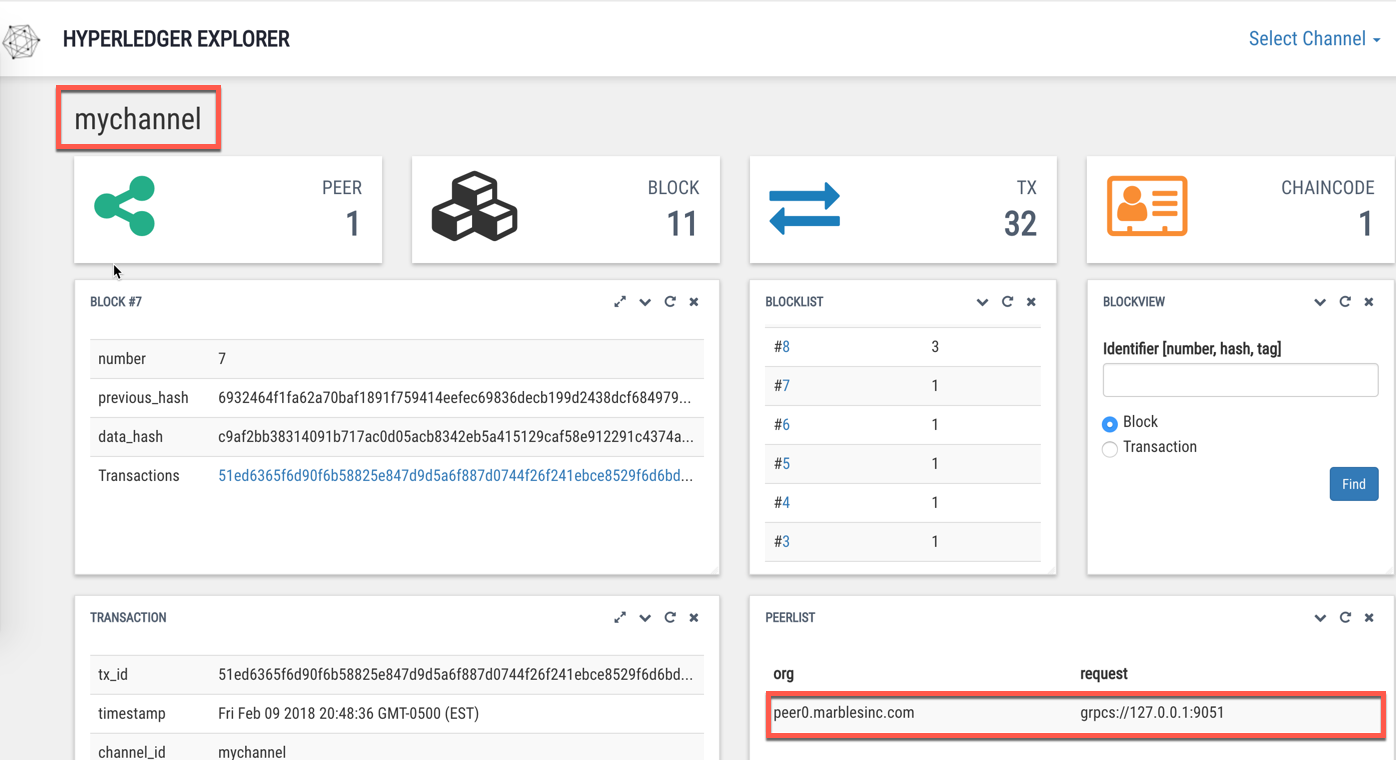 HYPERLEDGER EXPLORER
Select Channel
mychannel
PEER
1
BLOCK
11
TX
32
CHAINCODE
1
BLOCK #7
number 7
previous_hash 6932464f1fa62a70baf1891f759414eefec69836decb199d2438dcf684979...
data_hash c9af2bb38314091b717ac0d05acb8342eb5a415129caf58e912291c4374a...
Transactions 51ed6365f6d90f6b58825e847d9d5a6f887d0744f26f241ebce8529f6d6bd...
BLOCKLIST
#8 3
#7 1
#6 1
#5 1
#4 1
#3 1
BLOCKVIEW
Identifier [number, hash, tag]
Block
Transaction
Find
TRANSACTION
tx_id 51ed6365f6d90f6b58825e847d9d5a6f887d0744f26f241ebce8529f6d6bd...
timestamp Fri Feb 09 2018 20:48:36 GMT-0500 (EST)
channel_id mychannel
PEERLIST
org request
peer0.marblesinc.com grpcs://127.0.0.1:9051